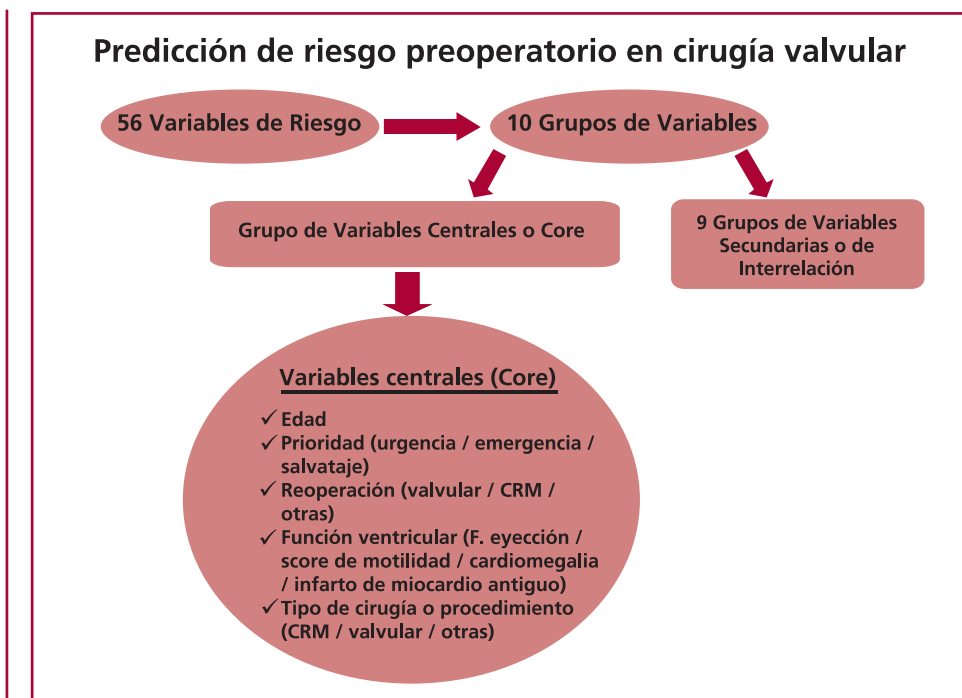 Predicción de riesgo preoperatorio en cirugía valvular
56 Variables de Riesgo
10 Grupos de Variables
Grupo de Variables Centrales o Core
9 Grupos de Variables
Secundarias o de
Interrelación
Variables centrales (Core)
✓ Edad
✓ Prioridad (urgencia / emergencia /
salvataje)
✓ Reoperación (valvular / CRM /
otras)
✓ Función ventricular (F. eyección /
score de motilidad / cardiomegalia
/ infarto de miocardio antiguo)
✓ Tipo de cirugía o procedimiento
(CRM / valvular / otras)